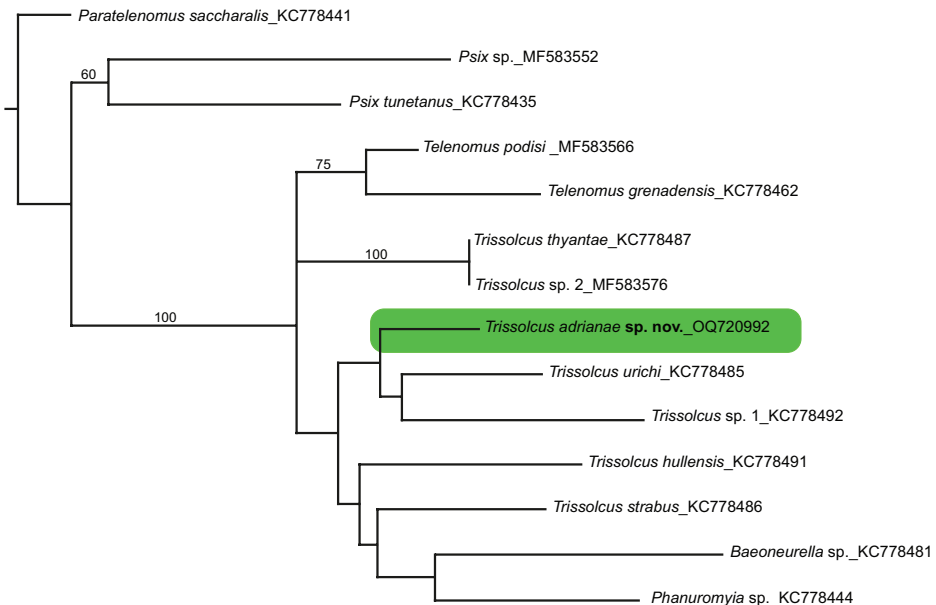 Paratelenomus saccharalis_KC778441
Psix sp._MF583552
60
Psix tunetanus_KC778435
Telenomus podisi _MF583566
75
Telenomus grenadensis_KC778462
Trissolcus thyantae_KC778487
100
Trissolcus sp. 2_MF583576
100
Trissolcus adrianae sp. nov._OQ720992
Trissolcus urichi_KC778485
Trissolcus sp. 1_KC778492
Trissolcus hullensis_KC778491
Trissolcus strabus_KC778486
Baeoneurella sp._KC778481
Phanuromyia sp_KC778444